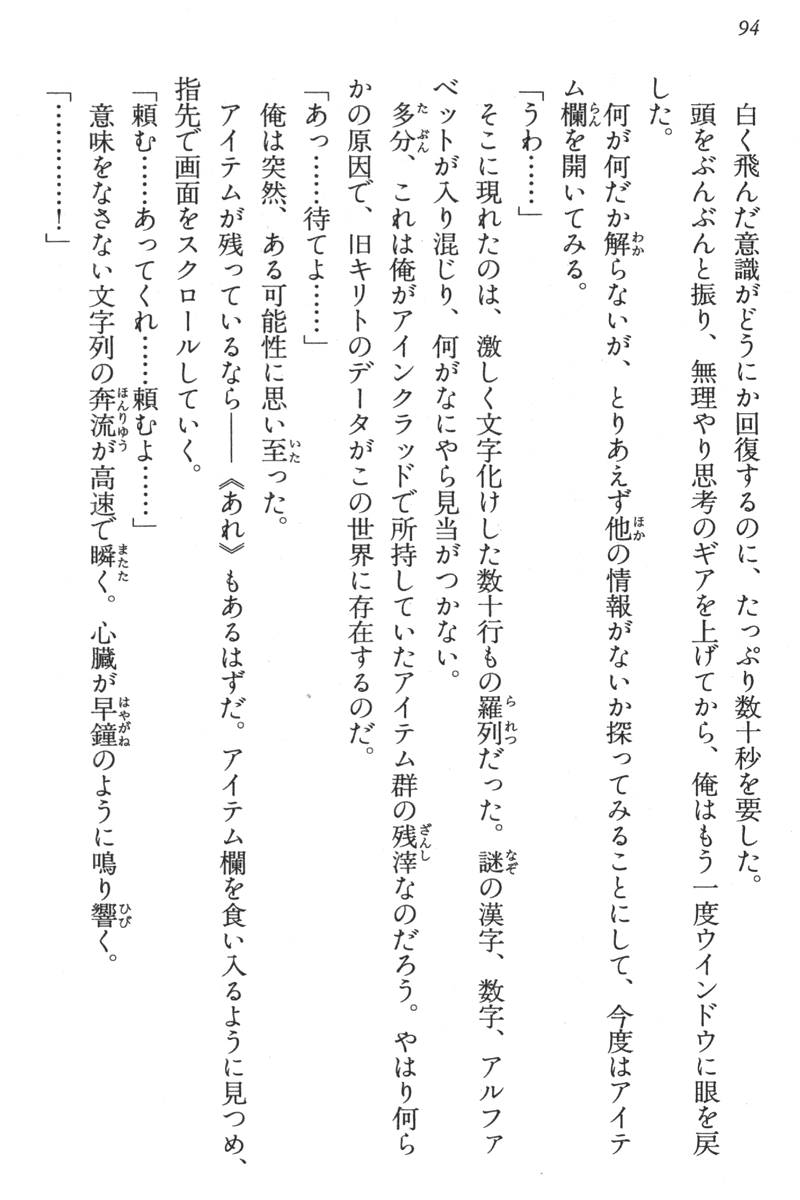 94
白く飛んだ意識がどうにか回復するのに、たっぷり数十秒を要した。
頭をぶんぶんと振り、無理やり思考のギアを上げてから、俺はもう一度ウインドウに眼を戻
した。
何が何だか解らないが、とりあえず他の情報がないか探ってみることにして、今度はアイテ
ム欄を開いてみる。
「うわ……」
そこに現れたのは、激しく文字化けした数十行もの羅列だった。謎の漢字、数字、アルファ
ベットが入り混じり、何がなにやら見当がつかない。
多分、これは俺がアインクラッドで所持していたアイテム群の残滓なのだろう。やはり何ら
かの原因で、旧キリトのデータがこの世界に存在するのだ。
「あっ……待てよ……」
俺は突然、ある可能性に思い至った。
アイテムが残っているなら――《あれ》もあるはずだ。アイテム欄を食い入るように見つめ、
指先で画面をスクロールしていく。
「頼む……あってくれ……頼むよ……」
意味をなさない文字列の奔流が高速で瞬く。心臓が早鐘のように鳴り響く。
「…………！」